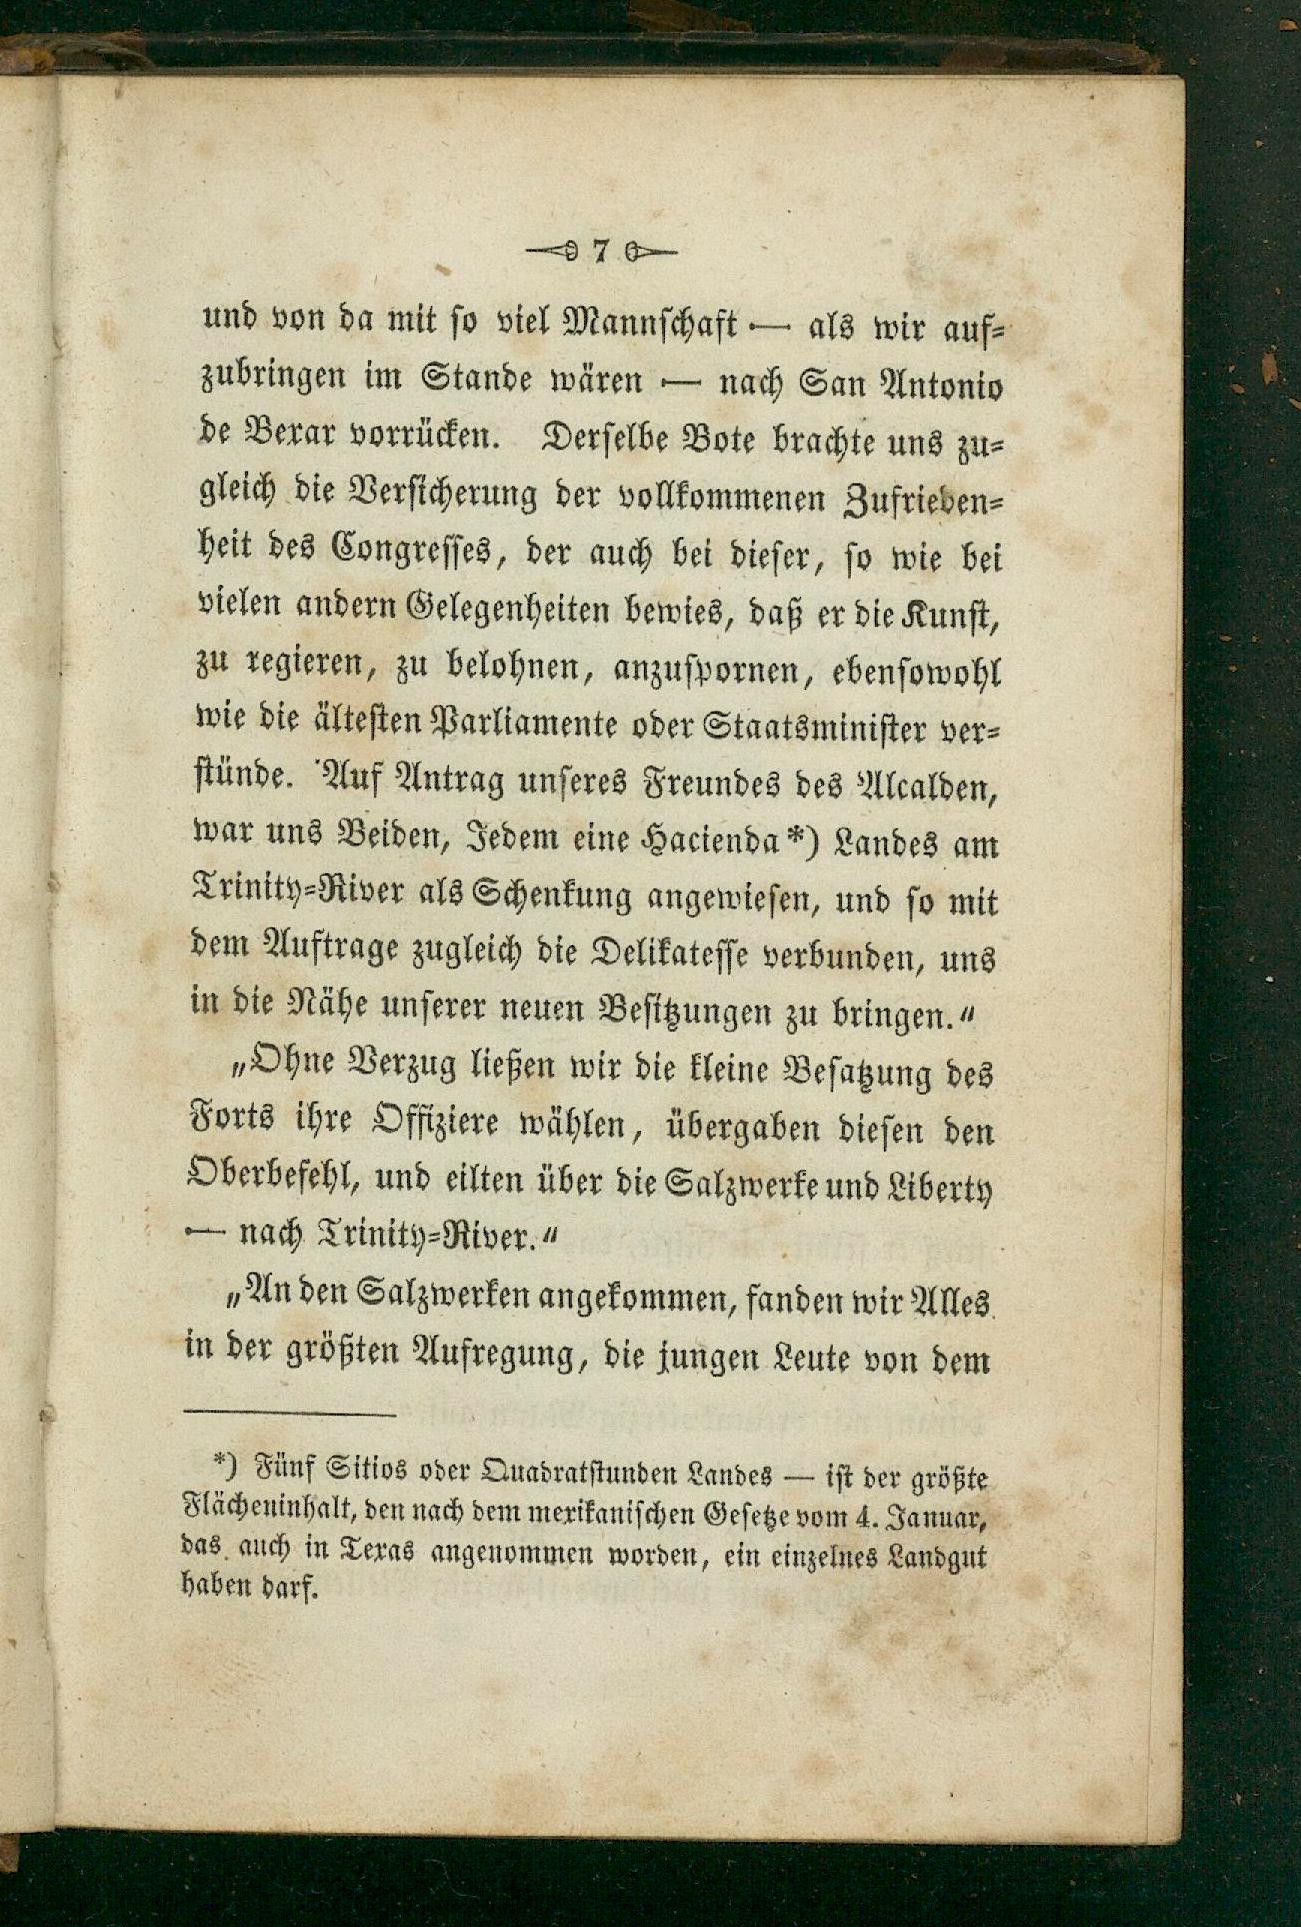 7
und von da mit so viel Mannschaft — als wir auf=
zubringen im Stande wären — nach San Antonio
de Bexar vorrücken. Derselbe Bote brachte uns zu=
gleich die Versicherung der vollkommenen Zufrieden=
heit des Congresses, der auch bei dieser, so wie bei
vielen andern Gelegenheiten bewies, daß er die Kunst,
zu regieren, zu belohnen, anzuspornen, ebensowohl
wie die ältesten Parliamente oder Staatsminister ver=
stünde. Auf Antrag unseres Freundes des Alcalden,
war uns Beiden, Jedem eine Hacienda *) Landes am
Trinity=River als Schenkung angewiesen, und so mit
dem Auftrage zugleich die Delikatesse verbunden, uns
in die Nähe unserer neuen Besitzungen zu bringen.“
„Ohne Verzug ließen wir die kleine Besatzung des
Forts ihre Offiziere wählen, übergaben diesen den
Oberbefehl, und eilten über die Salzwerke und Liberty
— nach Trinity=River.“
„An den Salzwerken angekommen, fanden wir Alles
in der größten Aufregung, die jungen Leute von dem
*) Fünf Sitios oder Quadratstunden Landes — ist der größte
Flächeninhalt, den nach dem mexikanischen Gesetze vom 4. Januar,
das auch in Texas angenommen worden, ein einzelnes Landgut
haben darf.